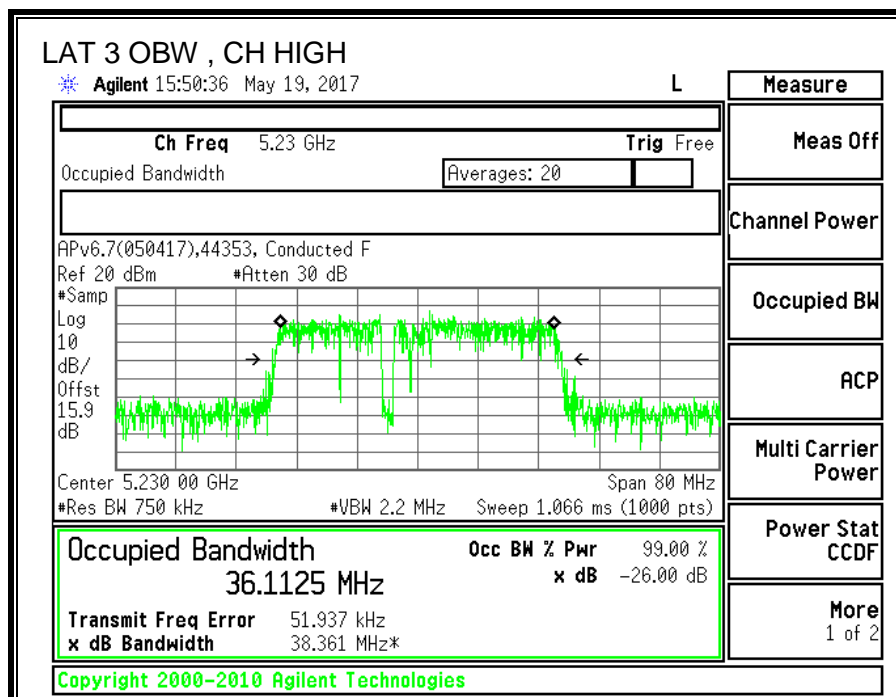 LAT 3 OBW , CH HIGH
Agilent 15:50:36 May 19, 2017 L
Measure
Ch Freq 5.23 GHz Trig Free
Meas Off
Occupied Bandwidth Averages: 20
Channel Power
APv6.7(050417),44353, Conducted F
Ref 20 dBm #Atten 30 dB
#Samp
Log
10
dB/
Offst
15.9
dB
Occupied BW
ACP
Center 5.230 00 GHz Span 80 MHz
#Res BW 750 kHz #VBW 2.2 MHz Sweep 1.066 ms (1000 pts)
Multi Carrier
Power
Occupied Bandwidth Occ BW % Pwr 99.00 %
36.1125 MHz x dB -26.00 dB
Transmit Freq Error 51.937 kHz
x dB Bandwidth 38.361 MHz*
Power Stat
CCDF
More
1 of 2
Copyright 2000-2010 Agilent Technologies